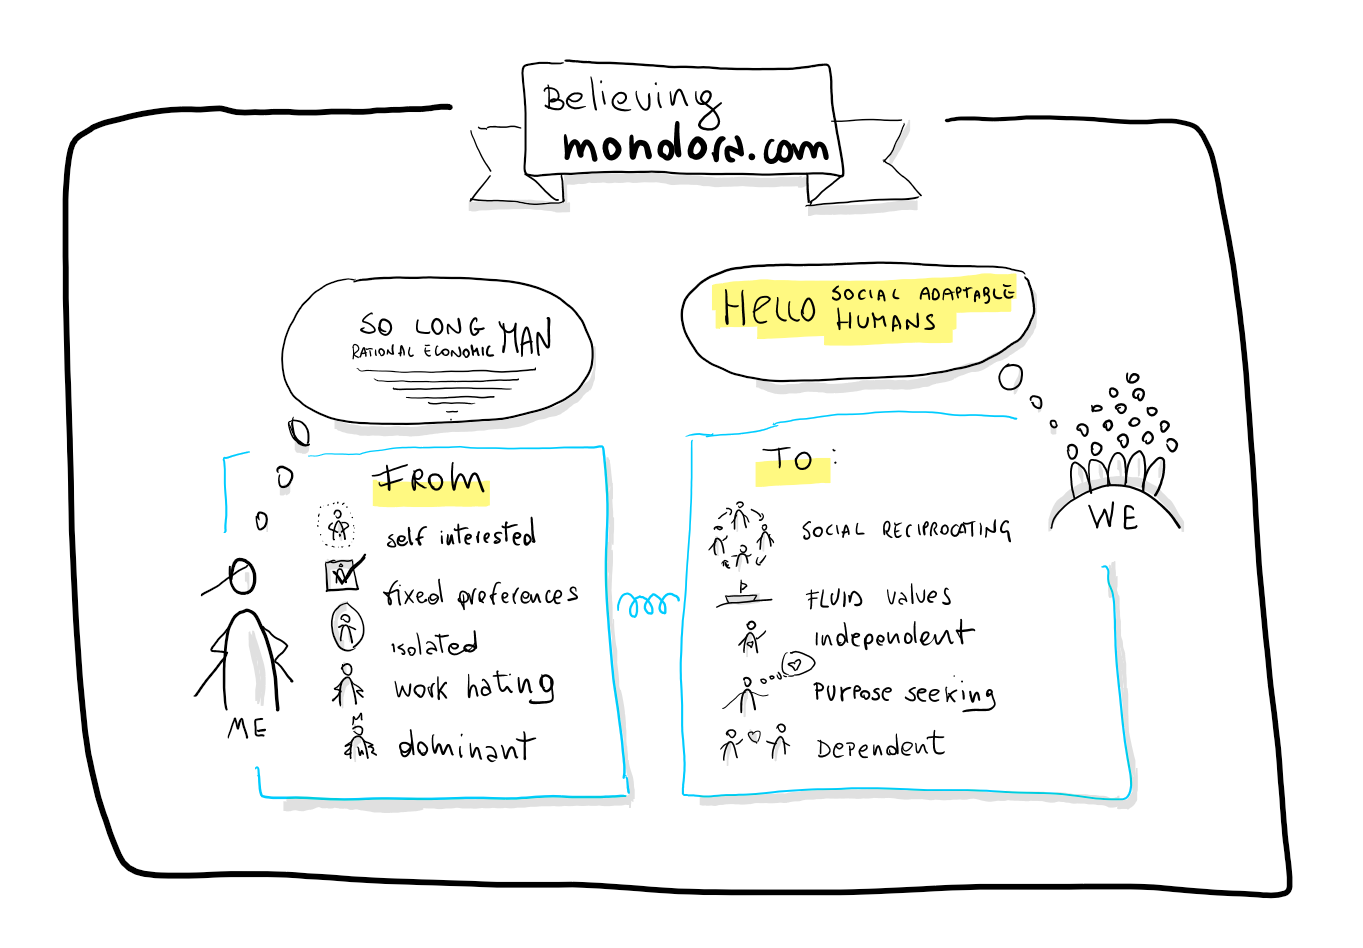 Believing
mondora.com
SO LONG
RATIONAL ECONOMIC MAN
Hello SOCIAL ADAPTABLE
HUMANS
FROM
self interested
fixed preferences
isolated
work hating
dominant
ME
TO:
SOCIAL RECIPROCATING
FLUID values
independent
PURPOSE seeking
DEPENDENT
WE